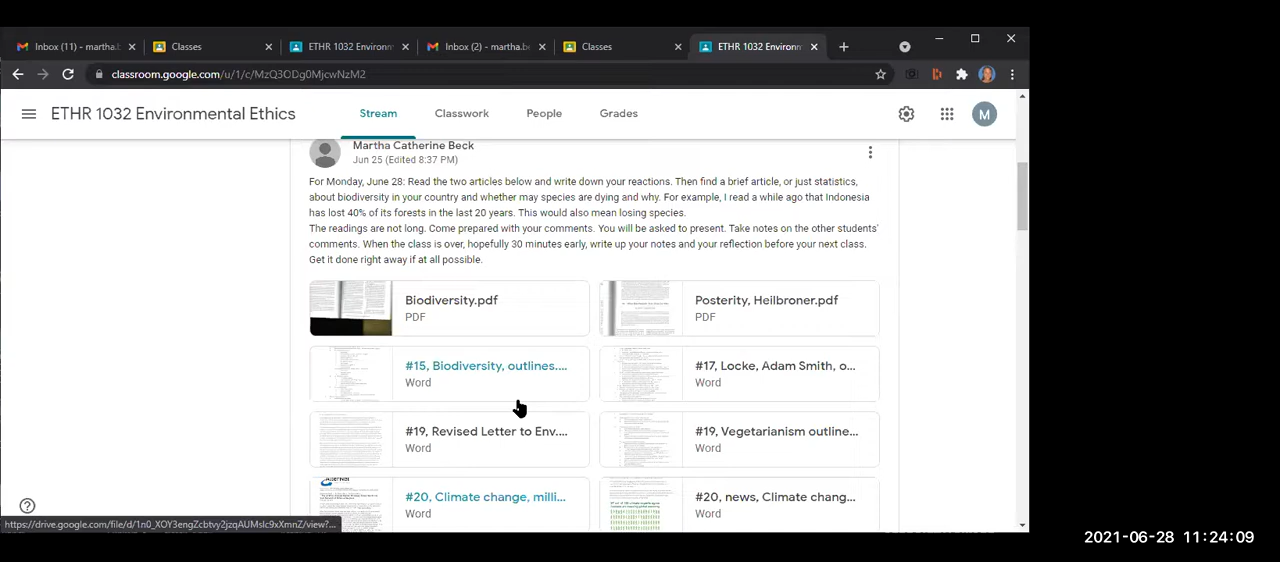 Inbox (11) - martha.b
Classes
ETHR 1032 Environm
Inbox (2) - martha.b
Classes
ETHR 1032 Environm
classroom.google.com/u/1/c/MzQ3ODg0MjcwNzM2
ETHR 1032 Environmental Ethics
Stream
Classwork
People
Grades
M
Martha Catherine Beck
Jun 25 (Edited 8:37 PM)
For Monday, June 28: Read the two articles below and write down your reactions. Then find a brief article, or just statistics,
about biodiversity in your country and whether may species are dying and why. For example, I read a while ago that Indonesia
has lost 40% of its forests in the last 20 years. This would also mean losing species.
The readings are not long. Come prepared with your comments. You will be asked to present. Take notes on the other students'
comments. When the class is over, hopefully 30 minutes early, write up your notes and your reflection before your next class.
Get it done right away if at all possible.
Biodiversity.pdf
PDF
Posterity, Heilbroner.pdf
PDF
#15, Biodiversity, outlines....
Word
#17, Locke, Adam Smith, o...
Word
#19, Revised Letter to Env...
Word
#19, Vegetarianism outline...
Word
#20, Climate change, milli...
Word
#20, news, Climate chang...
Word
2021-06-28 11:24:09